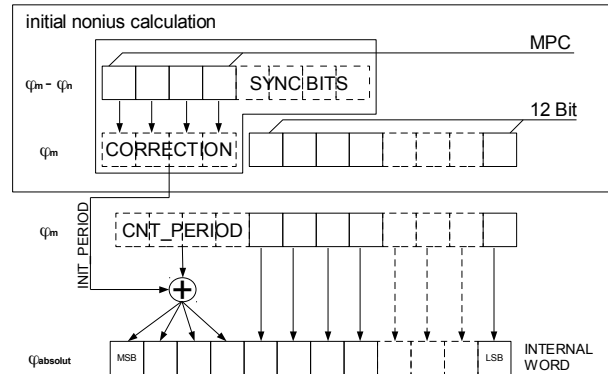 initial nonius calculation
MPC
φm - φn
SYNC BITS
12 Bit
φm
CORRECTION
INIT_PERIOD
φm
CNT_PERIOD
+
φabsolut
MSB
LSB
INTERNAL
WORD